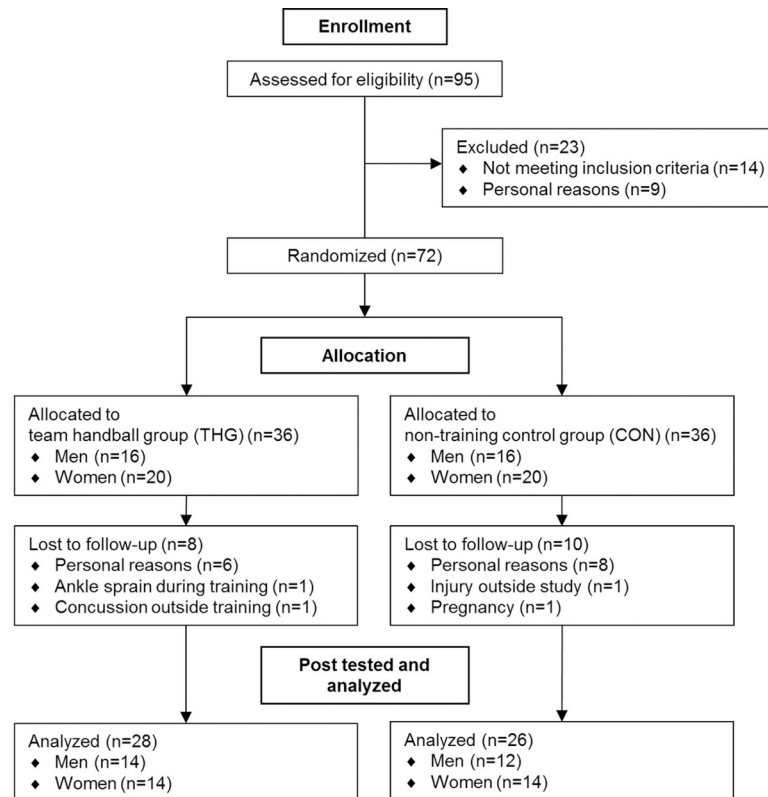 Enrollment
Assessed for eligibility (n=95)
Excluded (n=23)
♦ Not meeting inclusion criteria (n=14)
♦ Personal reasons (n=9)
Randomized (n=72)
Allocation
Allocated to
team handball group (THG) (n=36)
♦ Men (n=16)
♦ Women (n=20)
Allocated to
non-training control group (CON) (n=36)
♦ Men (n=16)
♦ Women (n=20)
Lost to follow-up (n=8)
♦ Personal reasons (n=6)
♦ Ankle sprain during training (n=1)
♦ Concussion outside training (n=1)
Lost to follow-up (n=10)
♦ Personal reasons (n=8)
♦ Injury outside study (n=1)
♦ Pregnancy (n=1)
Post tested and
analyzed
Analyzed (n=28)
♦ Men (n=14)
♦ Women (n=14)
Analyzed (n=26)
♦ Men (n=12)
♦ Women (n=14)